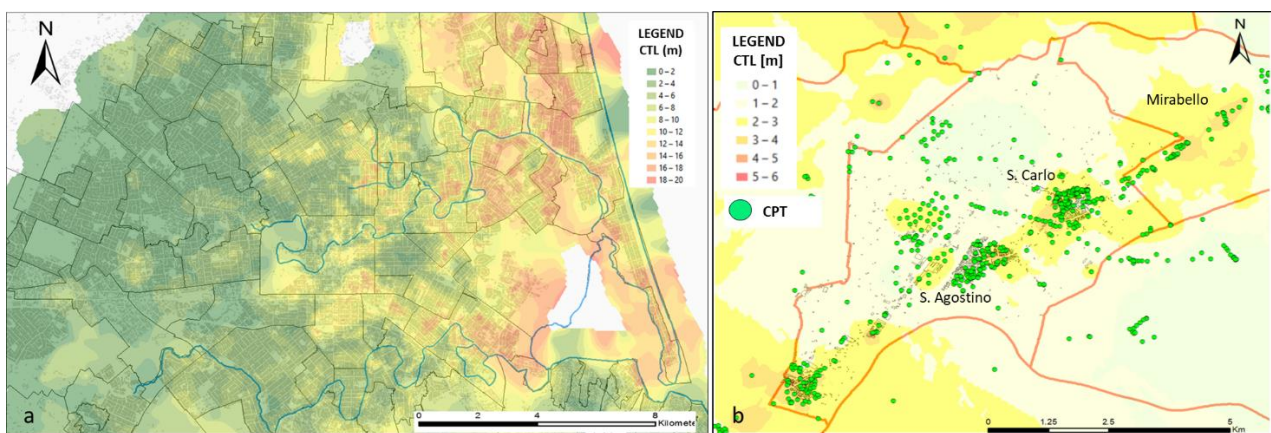 N
LEGEND
CTL (m)
0 – 2
2 – 4
4 – 6
6 – 8
8 – 10
10 – 12
12 – 14
14 – 16
16 – 18
18 – 20
a
0 2 4 8
Kilomete
LEGEND
CTL [m]
0 – 1
1 – 2
2 – 3
3 – 4
4 – 5
5 – 6
CPT
N
Mirabello
S. Carlo
S. Agostino
b
0 1.25 2.5 5
Km